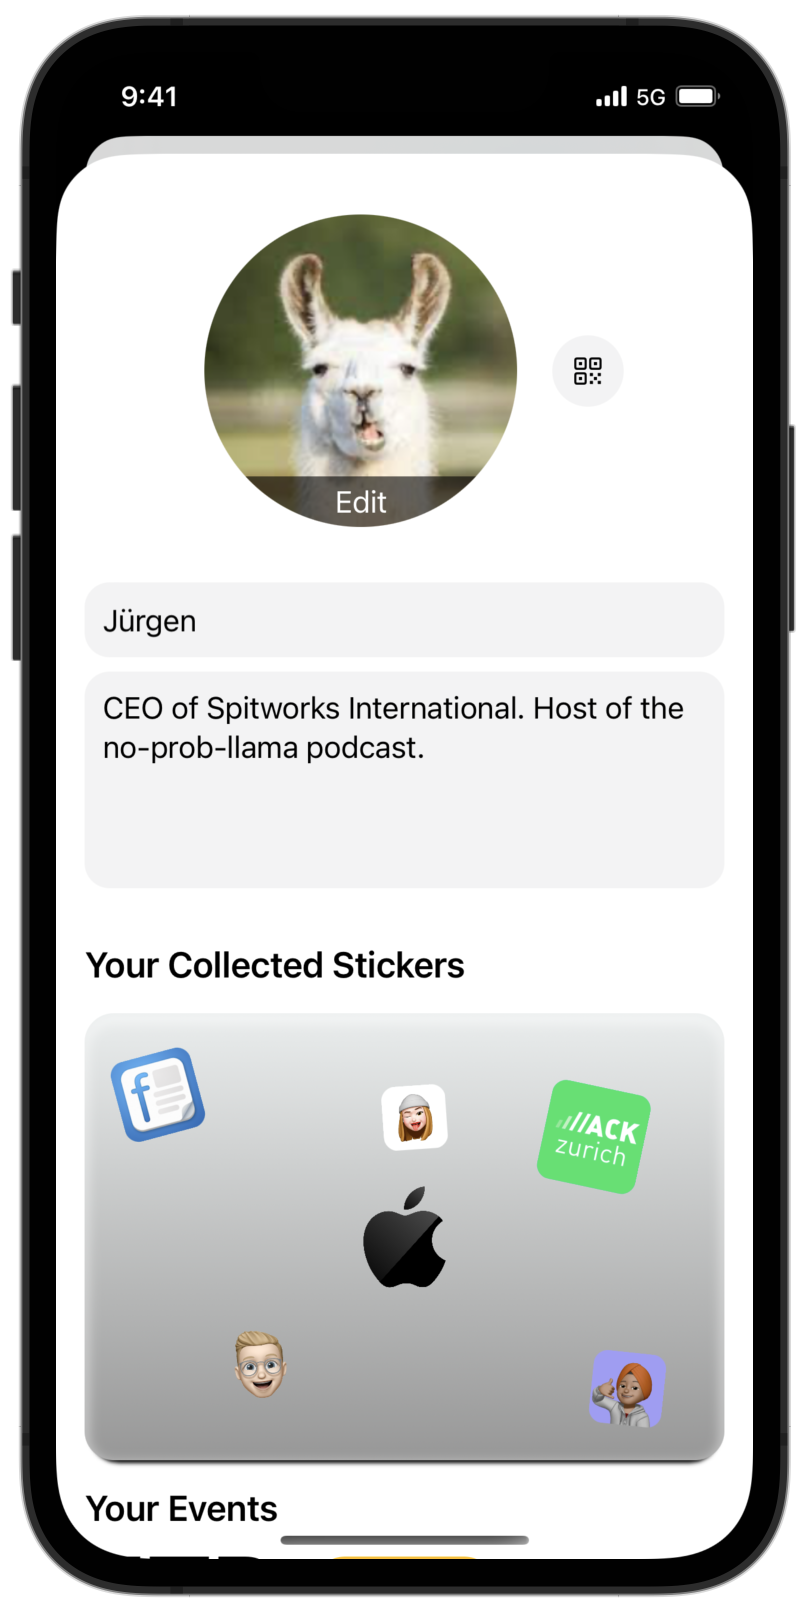 9:41
5G
Edit
Jürgen
CEO of Spitworks International. Host of the
no-prob-llama podcast.
Your Collected Stickers
f
ACK
zurich
Your Events